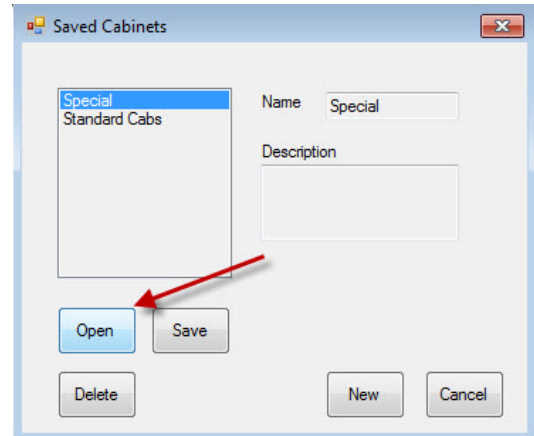 Saved Cabinets
Special
Standard Cabs
Name Special
Description
Open Save
Delete New Cancel